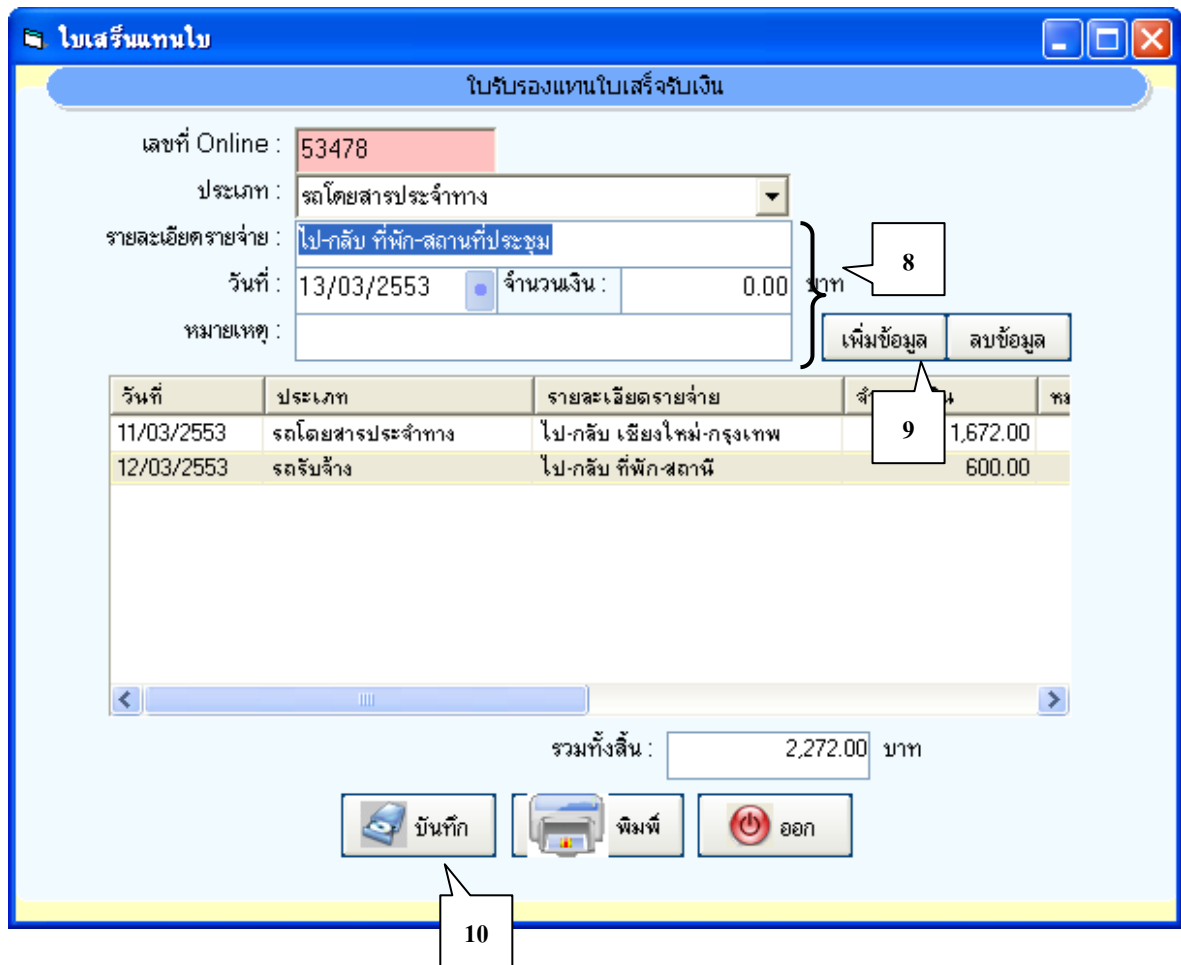 ใบเสร็นแทนใบ
ใบรับรองแทนใบเสร็จรับเงิน
เลขที่ Online : 53478
ประเภท : รถโดยสารประจำทาง
รายละเอียดรายจ่าย : ไป-กลับ ที่พัก-สถานที่ประชุม
8
วันที่ : 13/03/2553 จำนวนเงิน : 0.00 บาท
หมายเหตุ :
เพิ่มข้อมูล ลบข้อมูล
วันที่ ประเภท รายละเอียดรายจ่าย
9
11/03/2553 รถโดยสารประจำทาง ไป-กลับ เชียงใหม่-กรุงเทพ 1,672.00
12/03/2553 รถรับจ้าง ไป-กลับ ที่พัก-สถานี 600.00
รวมทั้งสิ้น : 2,272.00 บาท
บันทึก พิมพ์ ออก
10